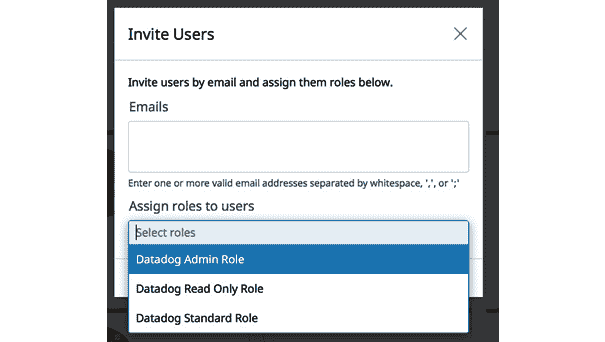 Invite Users
Invite users by email and assign them roles below.
Emails
Enter one or more valid email addresses separated by whitespace, ',', or ';'
Assign roles to users
Select roles
Datadog Admin Role
Datadog Read Only Role
Datadog Standard Role